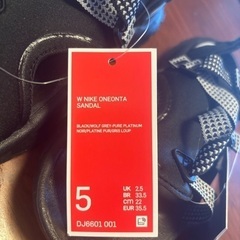 W NIKE ONEONTA
SANDAL
BLACK/WOLF GREY-PURE PLATINUM
NOIR/PLATINE PUR/GRIS LOUP
5
UK 2.5
BR 33.5
CM 22
EUR 35.5
DJ6601 001